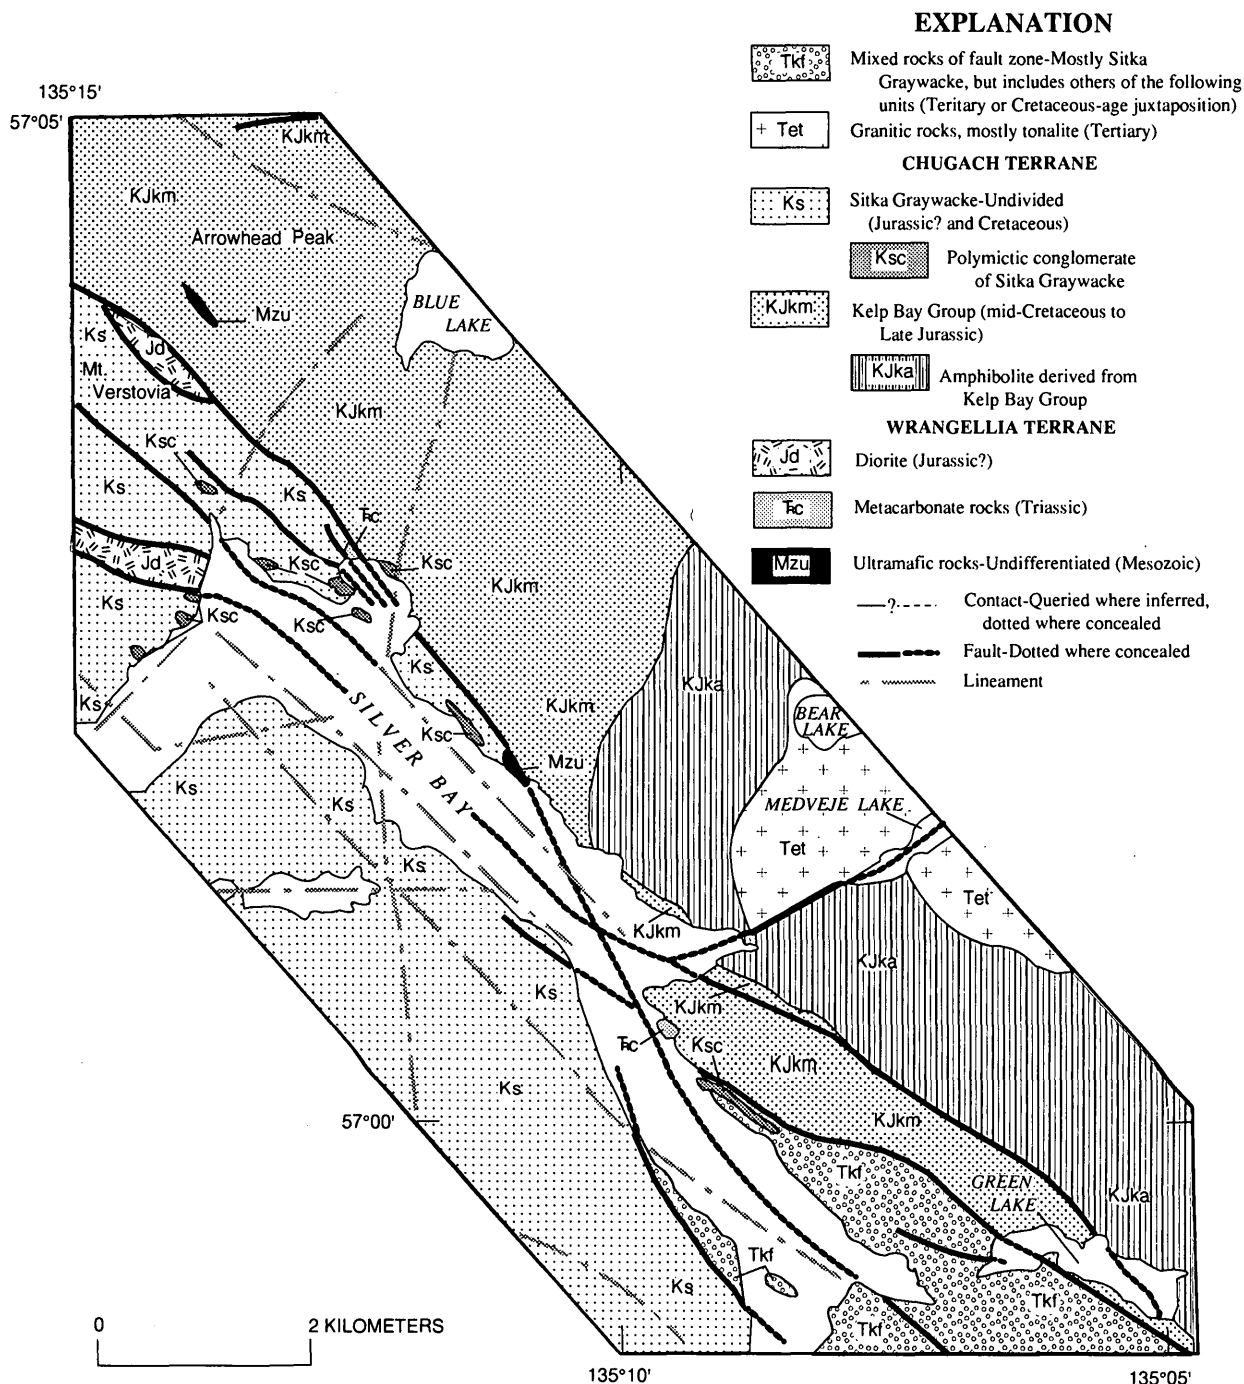 EXPLANATION
Tkf
Mixed rocks of fault zone-Mostly Sitka
Graywacke, but includes others of the following
units (Teritary or Cretaceous-age juxtaposition)
+ Tet
Granitic rocks, mostly tonalite (Tertiary)
CHUGACH TERRANE
Ks
Sitka Graywacke-Undivided
(Jurassic? and Cretaceous)
Ksc
Polymictic conglomerate
of Sitka Graywacke
KJkm
Kelp Bay Group (mid-Cretaceous to
Late Jurassic)
KJka
Amphibolite derived from
Kelp Bay Group
WRANGELLIA TERRANE
Jd
Diorite (Jurassic?)
Ꞃc
Metacarbonate rocks (Triassic)
Mzu
Ultramafic rocks-Undifferentiated (Mesozoic)
?
Contact-Queried where inferred,
dotted where concealed
Fault-Dotted where concealed
Lineament
135°15'
57°05'
KJkm
KJkm
Arrowhead Peak
Mzu
BLUE
LAKE
Ks
Jd
Mt.
Verstovia
KJkm
Ksc
Ks
Ks
Ꞃc
Jd
Ksc
Ksc
KJkm
Ks
Ksc
Ksc
Ks
KJka
Ks
KJkm
BEAR
LAKE
Ksc
SILVER BAY
Mzu
Ks
Ks
MEDVEJE LAKE
Tet
Ks
Tet
KJkm
KJka
Ks
KJkm
Ꞃc
Ksc
KJkm
Ks
57°00'
KJkm
Tkf
GREEN
LAKE
KJka
Tkf
Ks
Tkf
Tkf
0
2 KILOMETERS
135°10'
135°05'